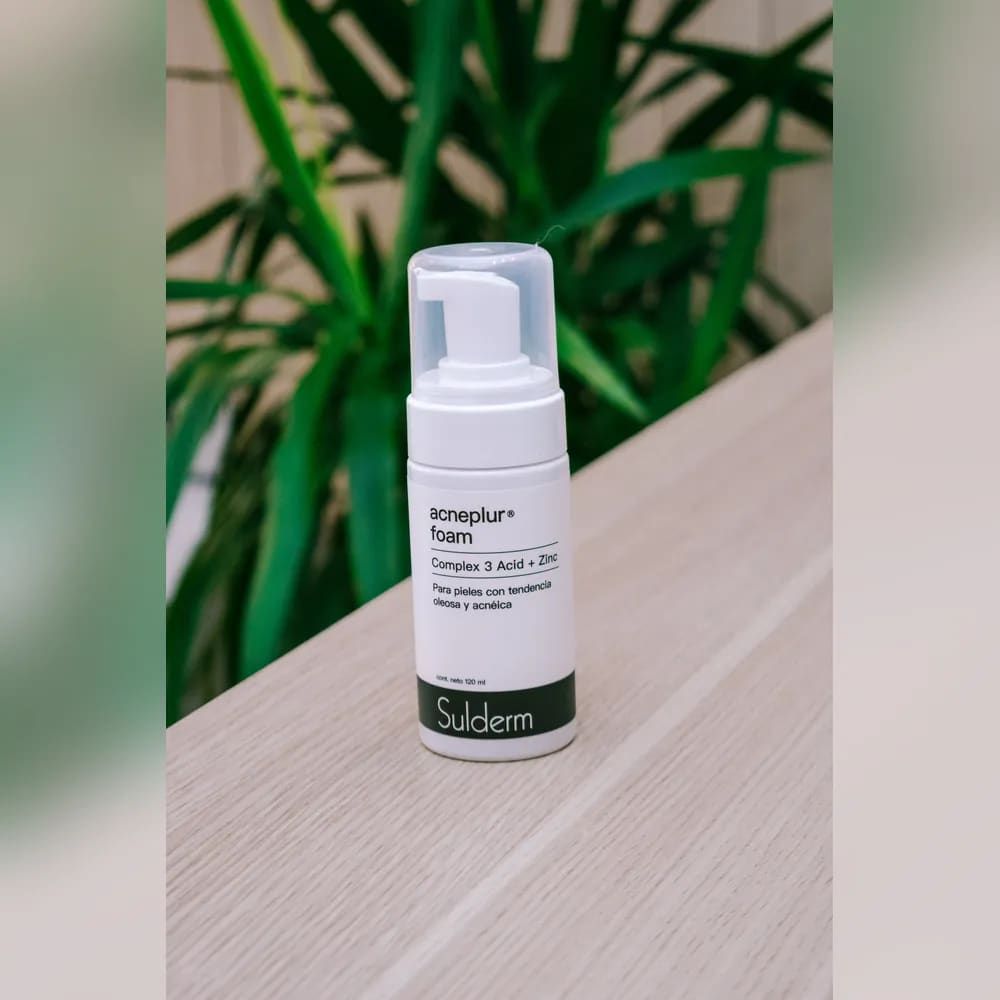 acneplur®
foam
Complex 3 Acid + Zinc
Para pieles con tendencia
oleosa y acnéica
cont. neto 120 ml
Sulderm